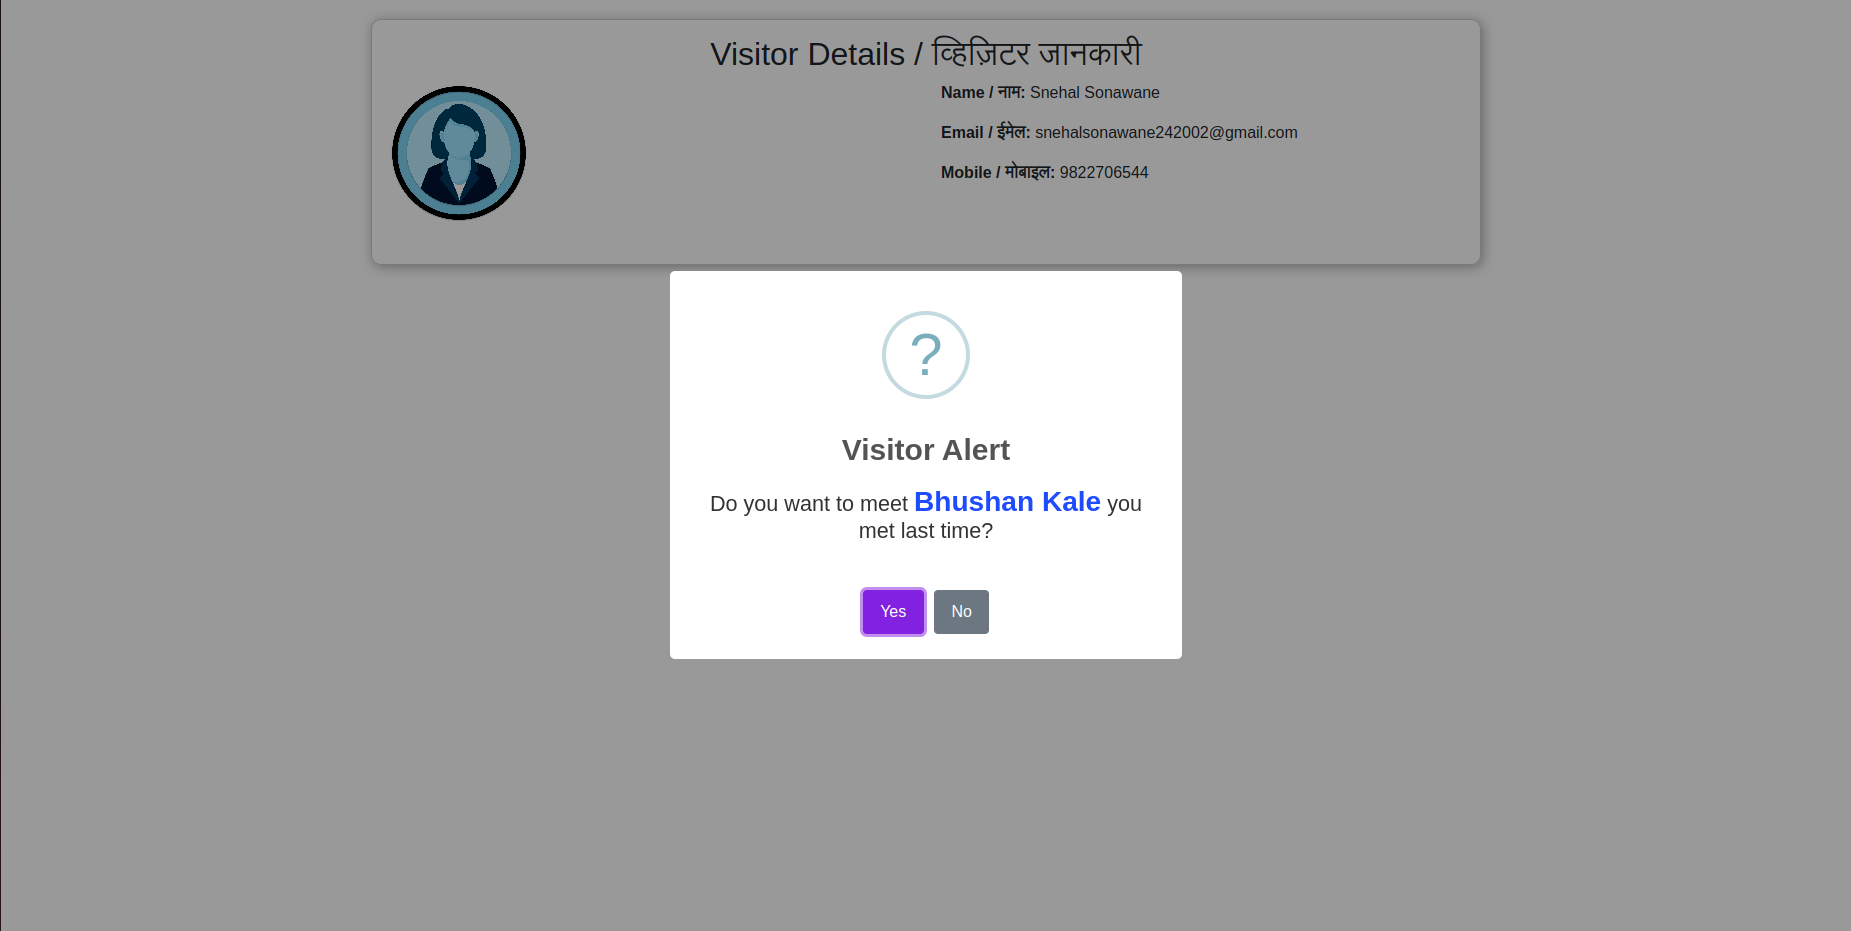 Visitor Details / व्हिज़िटर जानकारी
Name / नाम: Snehal Sonawane
Email / ईमेल: snehalsonawane242002@gmail.com
Mobile / मोबाइल: 9822706544
?
Visitor Alert
Do you want to meet Bhushan Kale you
met last time?
Yes No